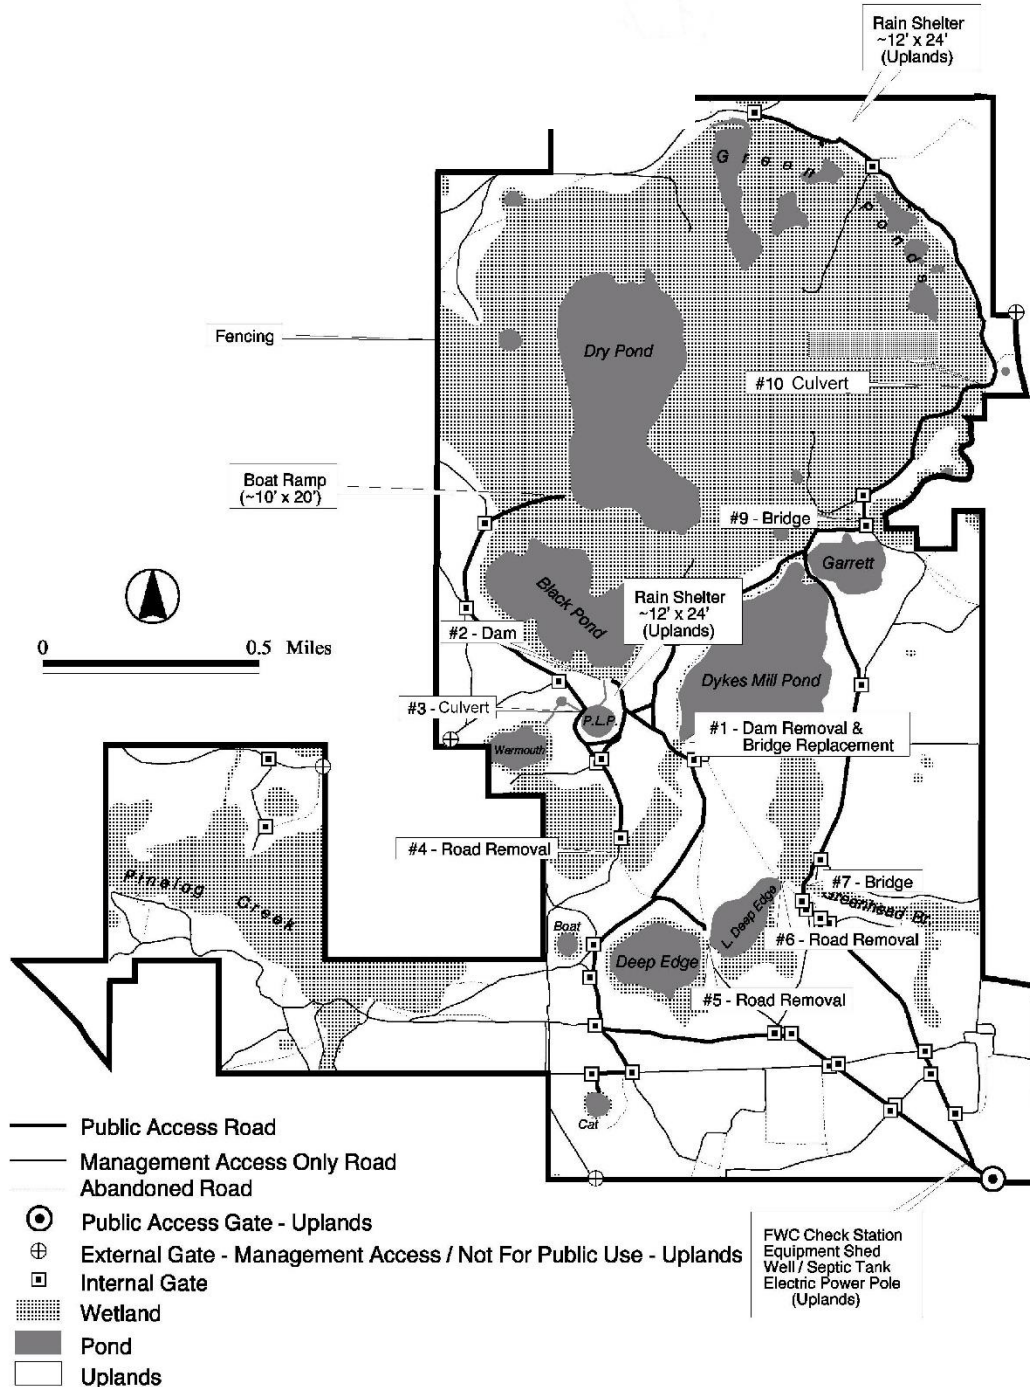 Rain Shelter
~12' x 24'
(Uplands)
Green Ponds
Fencing
Dry Pond
#10 Culvert
Boat Ramp
(~10' x 20')
#9 - Bridge
Garrett
Black Pond
Rain Shelter
~12' x 24'
(Uplands)
#2 - Dam
0 0.5 Miles
Dykes Mill Pond
#3 - Culvert
P.L.P.
#1 - Dam Removal &
Bridge Replacement
Warmouth
#4 - Road Removal
Pinelog Creek
#7 - Bridge
Greenhead Br.
L. Deep Edge
Boat
#6 - Road Removal
Deep Edge
#5 - Road Removal
Cat
Public Access Road
Management Access Only Road
Abandoned Road
Public Access Gate - Uplands
External Gate - Management Access / Not For Public Use - Uplands
Internal Gate
Wetland
Pond
Uplands
FWC Check Station
Equipment Shed
Well / Septic Tank
Electric Power Pole
(Uplands)